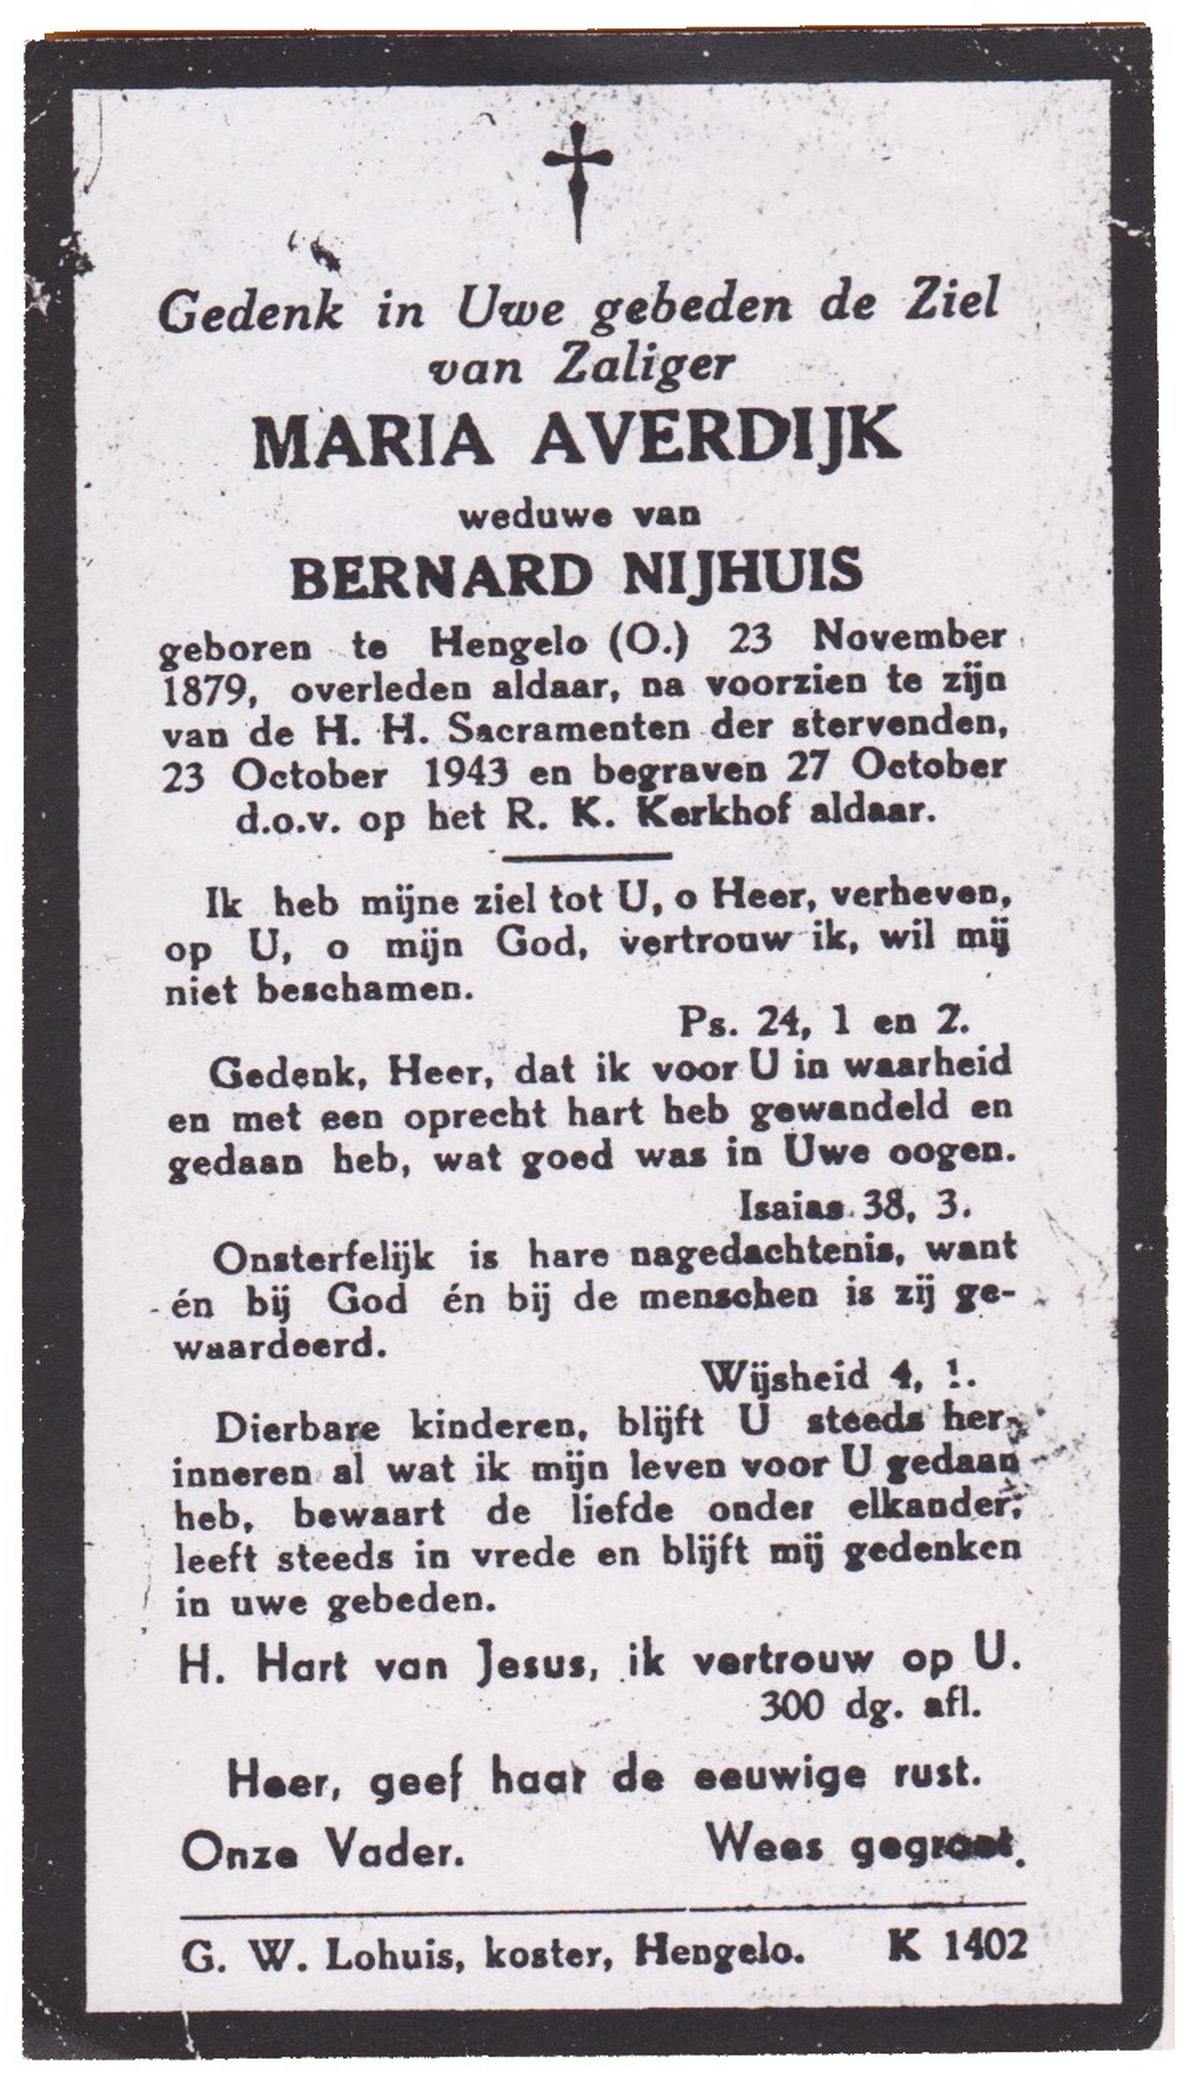 Gedenk in Uwe gebeden de Ziel
van Zaliger
MARIA AVERDIJK
weduwe van
BERNARD NIJHUIS
geboren te Hengelo (O.) 23 November
1879, overleden aldaar, na voorzien te zijn
van de H. H. Sacramenten der stervenden,
23 October 1943 en begraven 27 October
d.o.v. op het R. K. Kerkhof aldaar.
Ik heb mijne ziel tot U, o Heer, verheven,
op U, o mijn God, vertrouw ik, wil mij
niet beschamen.
Ps. 24, 1 en 2.
Gedenk, Heer, dat ik voor U in waarheid
en met een oprecht hart heb gewandeld en
gedaan heb, wat goed was in Uwe oogen.
Isaias 38, 3.
Onsterfelijk is hare nagedachtenis, want
én bij God én bij de menschen is zij ge-
waardeerd.
Wijsheid 4, 1.
Dierbare kinderen, blijft U steeds her-
inneren al wat ik mijn leven voor U gedaan
heb, bewaart de liefde onder elkander,
leeft steeds in vrede en blijft mij gedenken
in uwe gebeden.
H. Hart van Jesus, ik vertrouw op U.
300 dg. afl.
Heer, geef haar de eeuwige rust.
Onze Vader. Wees gegroet.
G. W. Lohuis, koster, Hengelo. K 1402